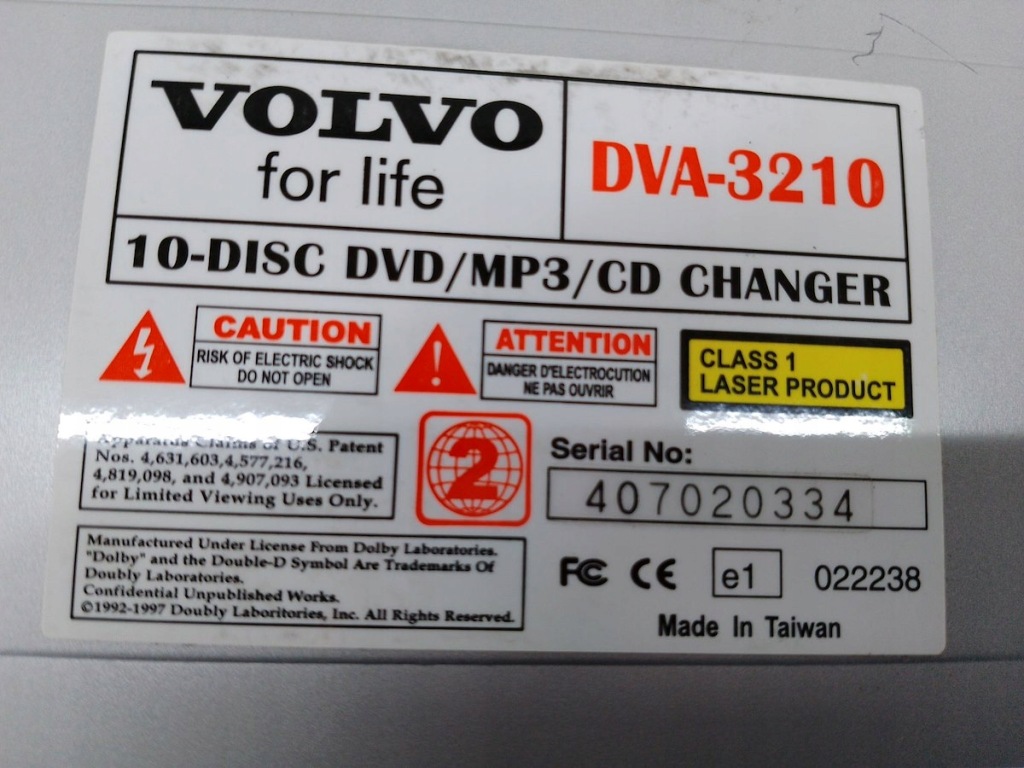 VOLVO
for life
DVA-3210
10-DISC DVD/MP3/CD CHANGER
CAUTION
RISK OF ELECTRIC SHOCK
DO NOT OPEN
ATTENTION
DANGER D'ELECTROCUTION
NE PAS OUVRIR
CLASS 1
LASER PRODUCT
Apparatus Claims of U.S. Patent
Nos. 4,631,603,4,577,216,
4,819,098, and 4,907,093 Licensed
for Limited Viewing Uses Only.
2
Serial No:
407020334
Manufactured Under License From Dolby Laboratories.
"Dolby" and the Double-D Symbol Are Trademarks Of
Doubly Laboratories.
Confidential Unpublished Works.
©1992-1997 Doubly Laboritories, Inc. All Rights Reserved.
FC CE e1 022238
Made In Taiwan